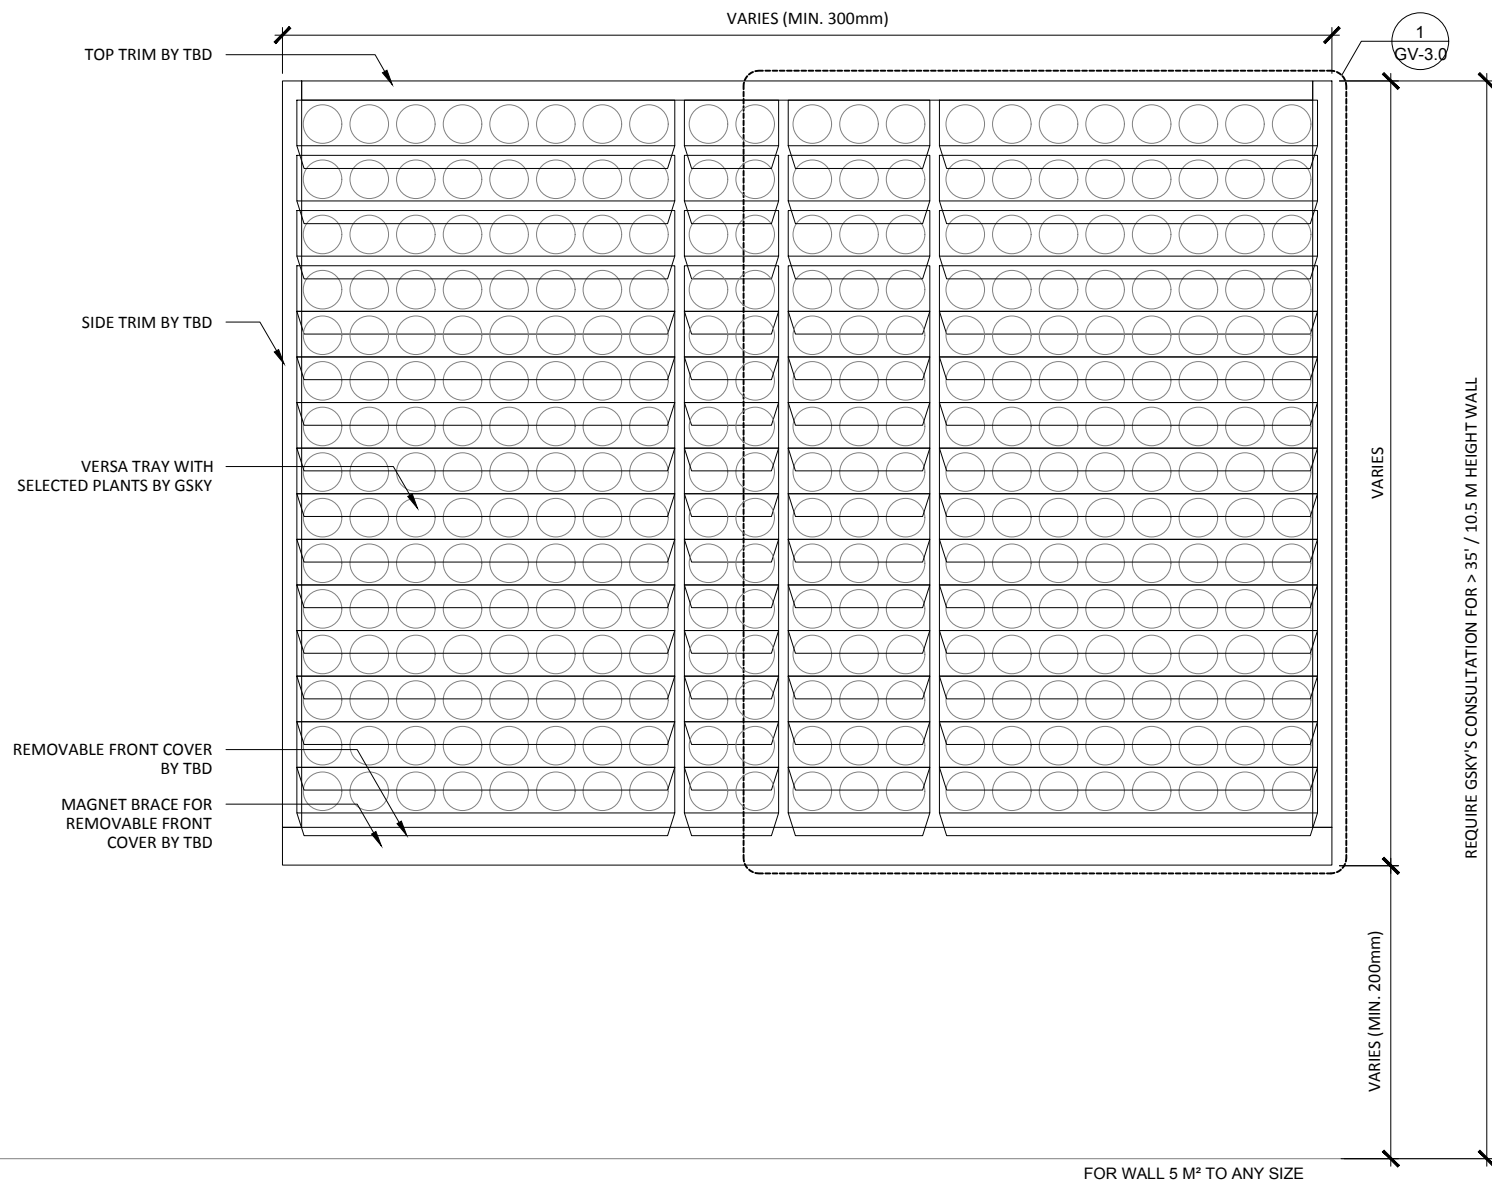 VARIES (MIN. 300mm)
1
GV-3.0
TOP TRIM BY TBD
SIDE TRIM BY TBD
VERSA TRAY WITH
SELECTED PLANTS BY GSKY
REMOVABLE FRONT COVER
BY TBD
MAGNET BRACE FOR
REMOVABLE FRONT
COVER BY TBD
VARIES
REQUIRE GSKY'S CONSULTATION FOR > 35' / 10.5 M HEIGHT WALL
VARIES (MIN. 200mm)
FOR WALL 5 M² TO ANY SIZE